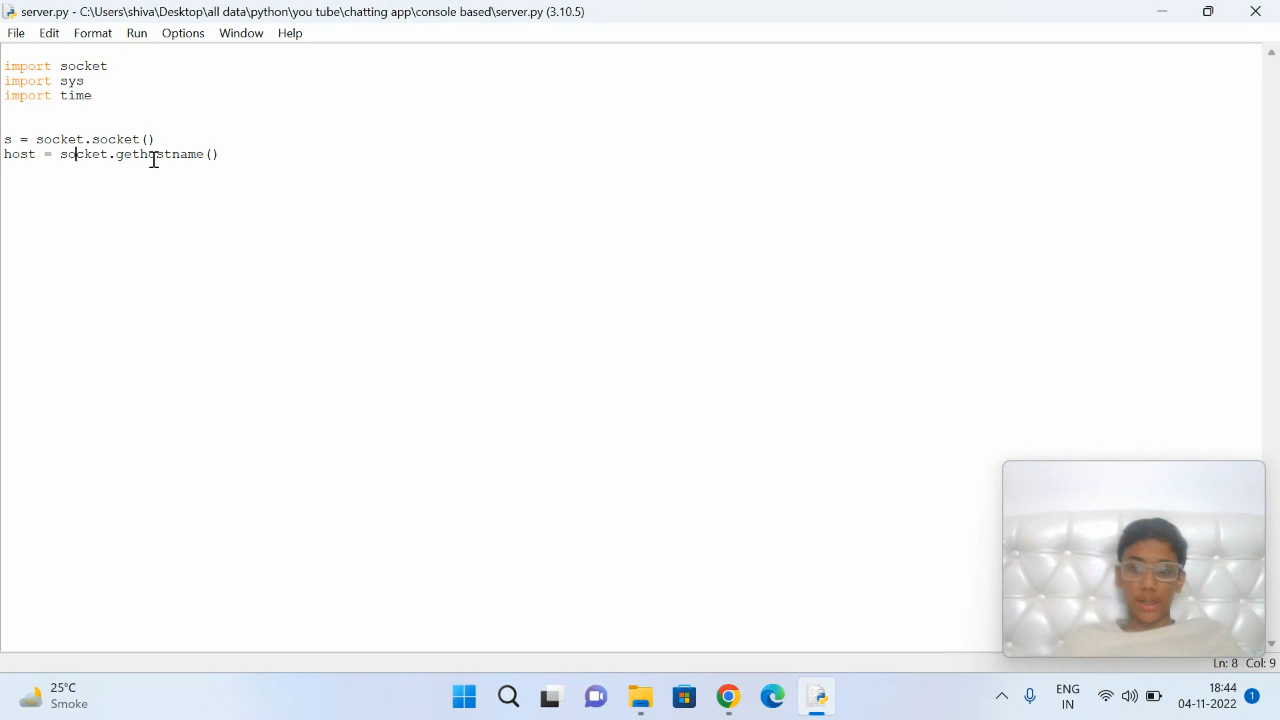 server.py - C:\Users\shiva\Desktop\all data\python\you tube\chatting app\console based\server.py (3.10.5)
File Edit Format Run Options Window Help
import socket
import sys
import time
s = socket.socket()
host = socket.gethostname()
Ln: 8 Col: 9
25°C
Smoke
ENG
IN
18:44
04-11-2022
1